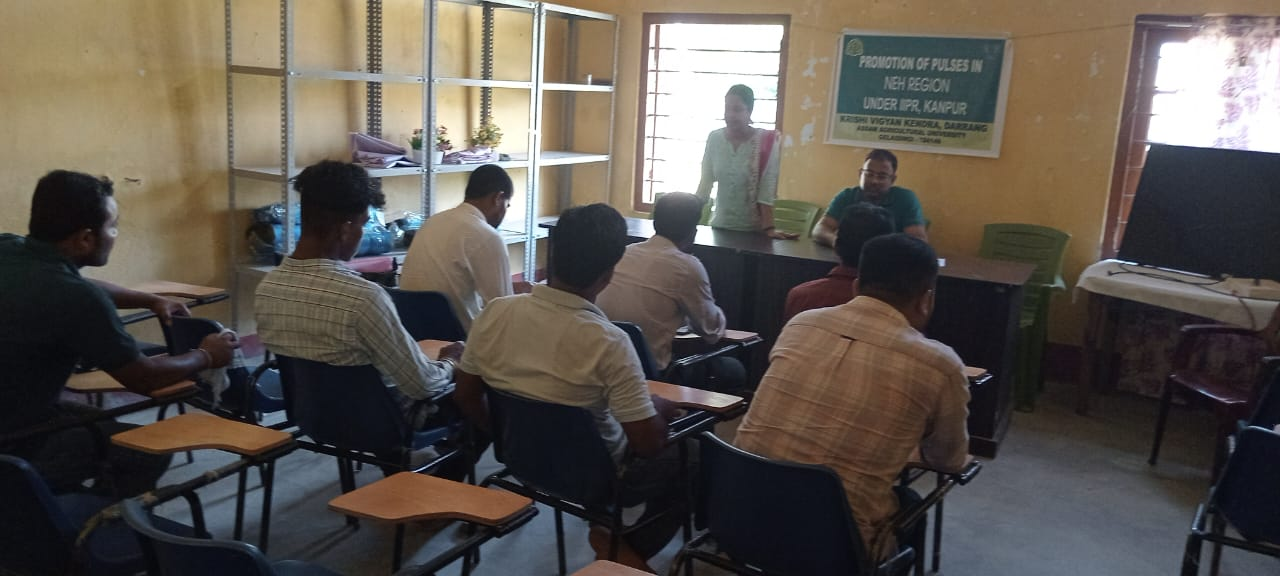 PROMOTION OF PULSES IN
NEH REGION
UNDER IIPR, KANPUR
KRISHI VIGYAN KENDRA, DARRANG
ASSAM AGRICULTURAL UNIVERSITY